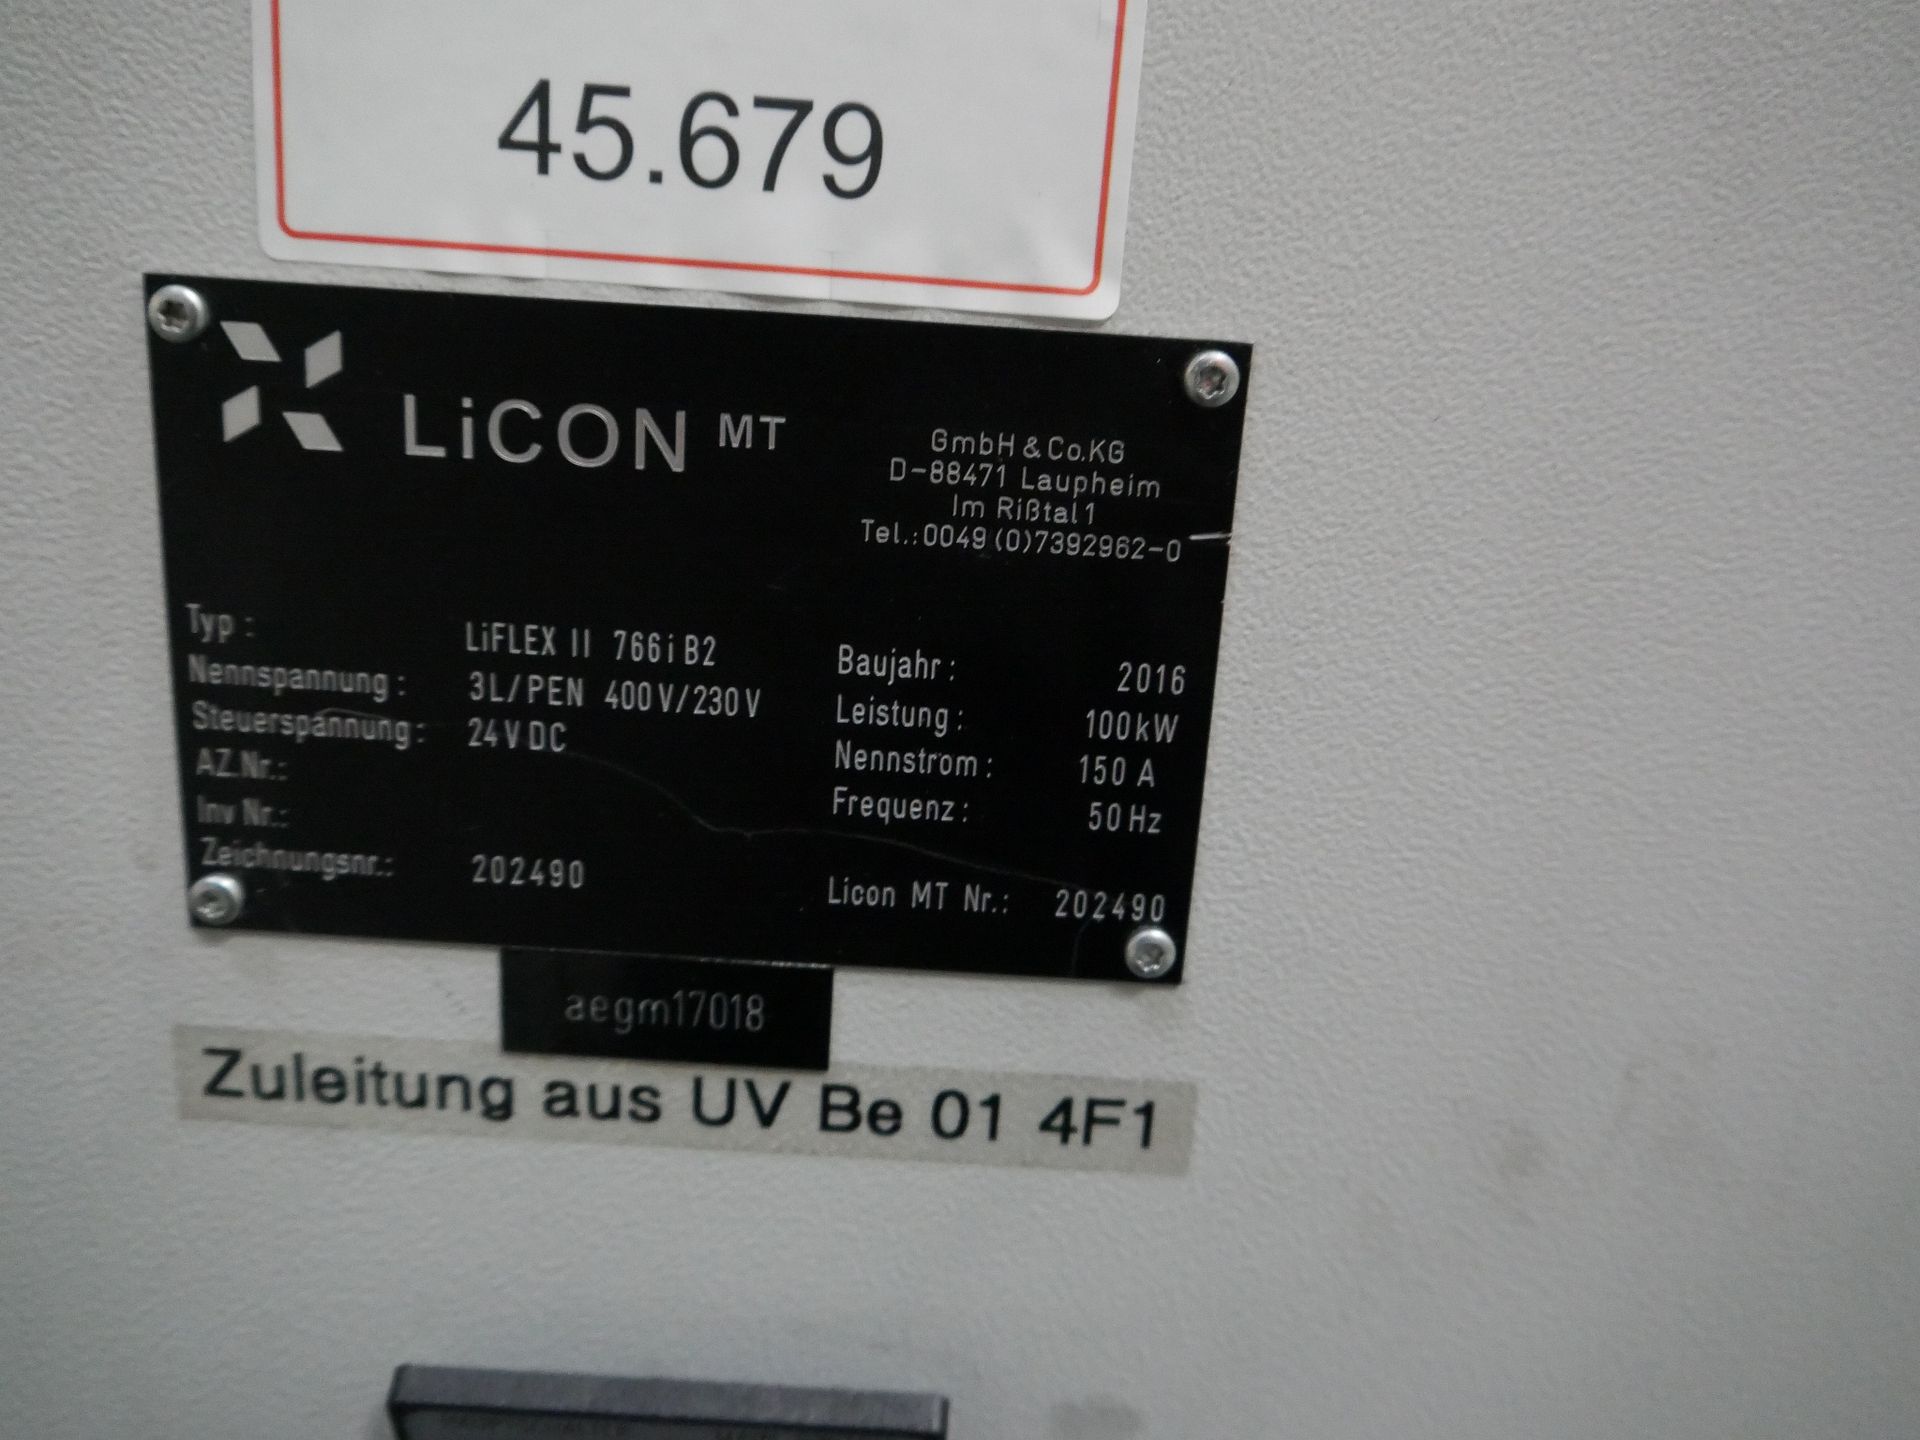 45.679
LiCON MT
GmbH & Co.KG
D-88471 Laupheim
Im Rißtal 1
Tel.:0049 (0)7392962-0
Typ : LiFLEX II 766i B2
Nennspannung : 3L/PEN 400V/230V
Steuerspannung : 24VDC
AZ.Nr.:
Inv Nr.:
Zeichnungsnr.: 202490
Baujahr : 2016
Leistung : 100kW
Nennstrom : 150 A
Frequenz : 50 Hz
Licon MT Nr.: 202490
aegm17018
Zuleitung aus UV Be 01 4F1